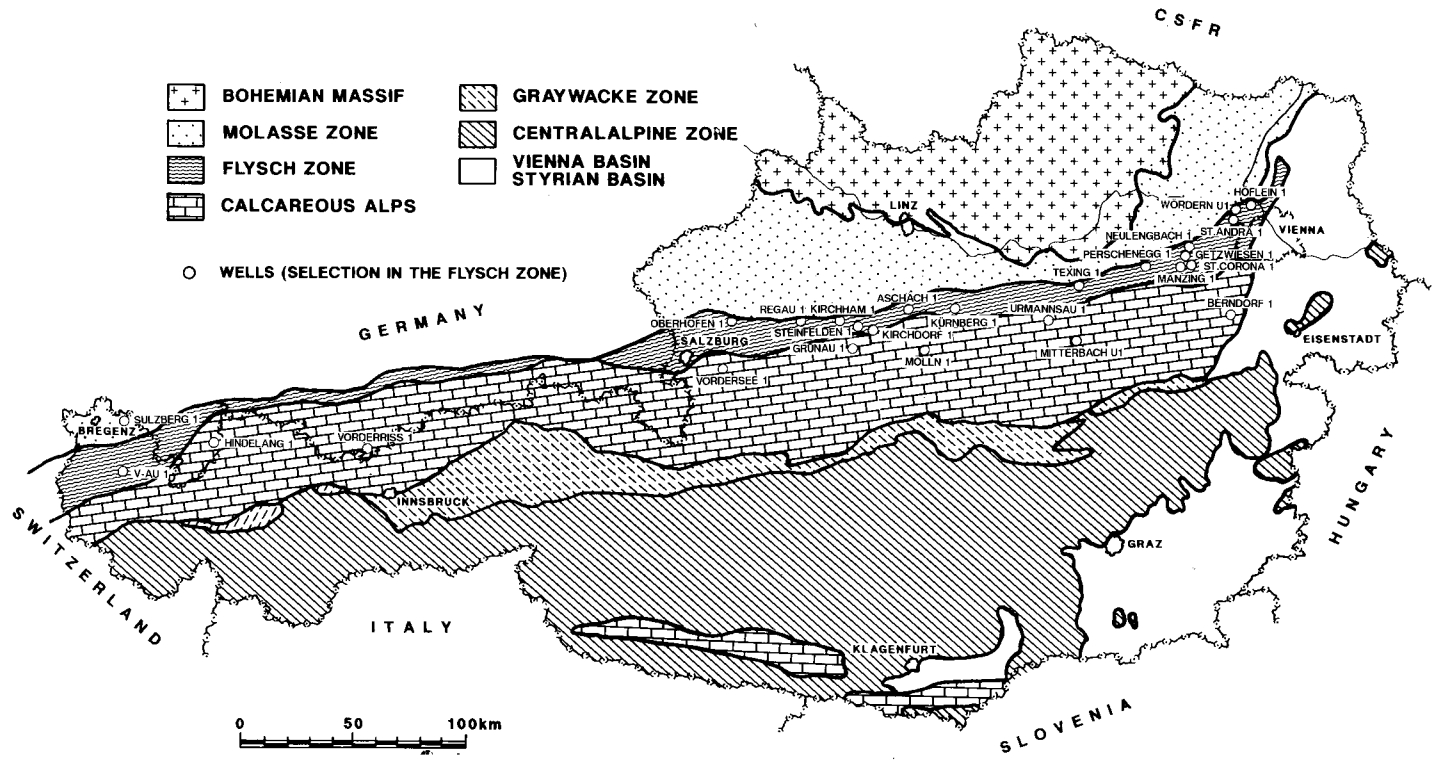 CSFR
BOHEMIAN MASSIF
MOLASSE ZONE
FLYSCH ZONE
CALCAREOUS ALPS
GRAYWACKE ZONE
CENTRALALPINE ZONE
VIENNA BASIN
STYRIAN BASIN
WELLS (SELECTION IN THE FLYSCH ZONE)
GERMANY
LINZ
HÖFLEIN 1
WÖRDERN U1
ST.ANDRÄ 1
VIENNA
NEULENGBACH 1
PERSCHENEGG 1
GETZWIESEN 1
ST.CORONA 1
TEXING 1
MANZING 1
ASCHACH 1
REGAU 1
KIRCHHAM 1
URMANNSAU 1
BERNDORF 1
OBERHOFEN 1
STEINFELDEN 1
KÜRNBERG 1
KIRCHDORF 1
SALZBURG
GRÜNAU 1
EISENSTADT
MOLLN 1
MITTERBACH U1
VORDERSEE 1
SULZBERG 1
BREGENZ
HINDELANG 1
VORDERRISS 1
V-AU 1
INNSBRUCK
SWITZERLAND
HUNGARY
GRAZ
ITALY
KLAGENFURT
SLOVENIA
0 50 100km